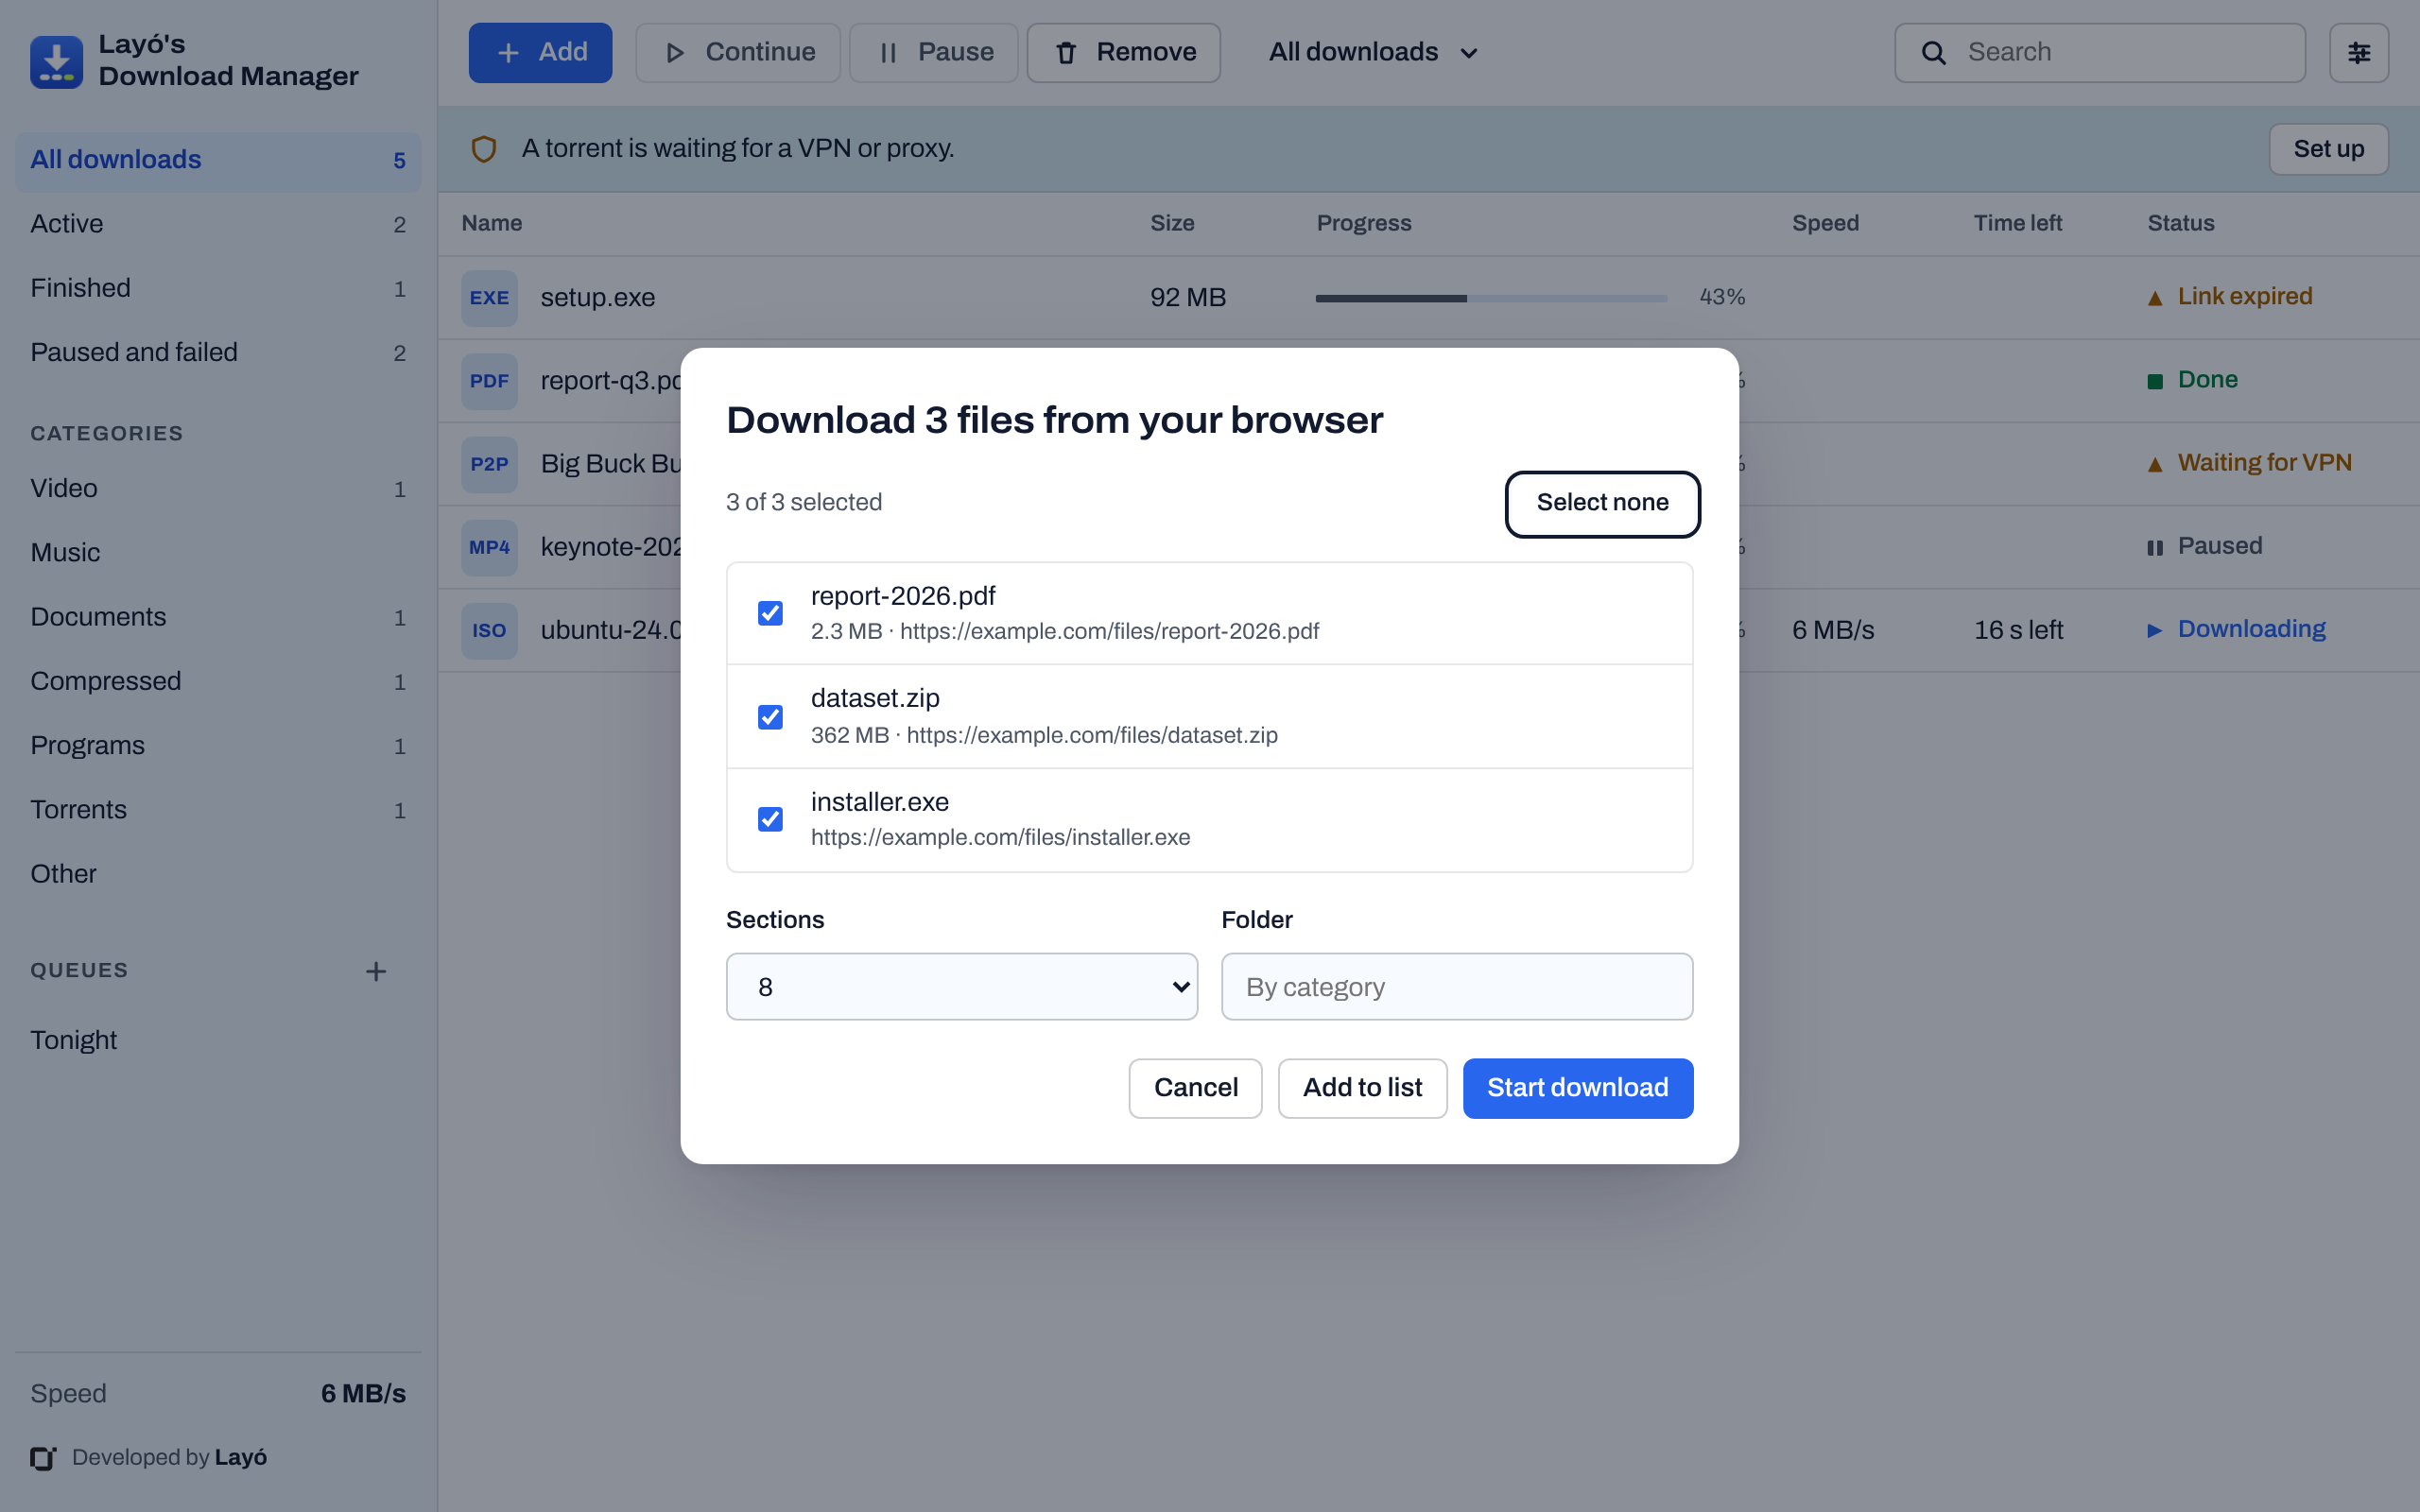 Layó's
Download Manager
Add
Continue
Pause
Remove
All downloads
Search
All downloads 5
Active 2
Finished 1
Paused and failed 2
CATEGORIES
Video 1
Music
Documents 1
Compressed 1
Programs 1
Torrents 1
Other
QUEUES
Tonight
Speed 6 MB/s
Developed by Layó
A torrent is waiting for a VPN or proxy.
Set up
Name Size Progress Speed Time left Status
EXE setup.exe 92 MB 43% Link expired
PDF report-q3. Done
P2P Big Buck Waiting for VPN
MP4 keynote-202 Paused
ISO ubuntu-24. 6 MB/s 16 s left Downloading
Download 3 files from your browser
3 of 3 selected
Select none
report-2026.pdf
2.3 MB · https://example.com/files/report-2026.pdf
dataset.zip
362 MB · https://example.com/files/dataset.zip
installer.exe
https://example.com/files/installer.exe
Sections
8
Folder
By category
Cancel
Add to list
Start download